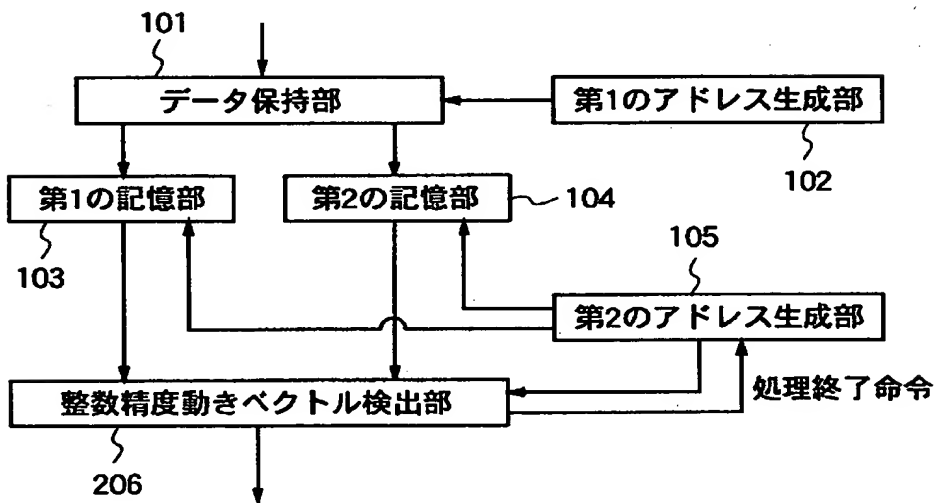 101
データ保持部
第1のアドレス生成部
102
第1の記憶部
第2の記憶部
104
103
105
第2のアドレス生成部
処理終了命令
整数精度動きベクトル検出部
206